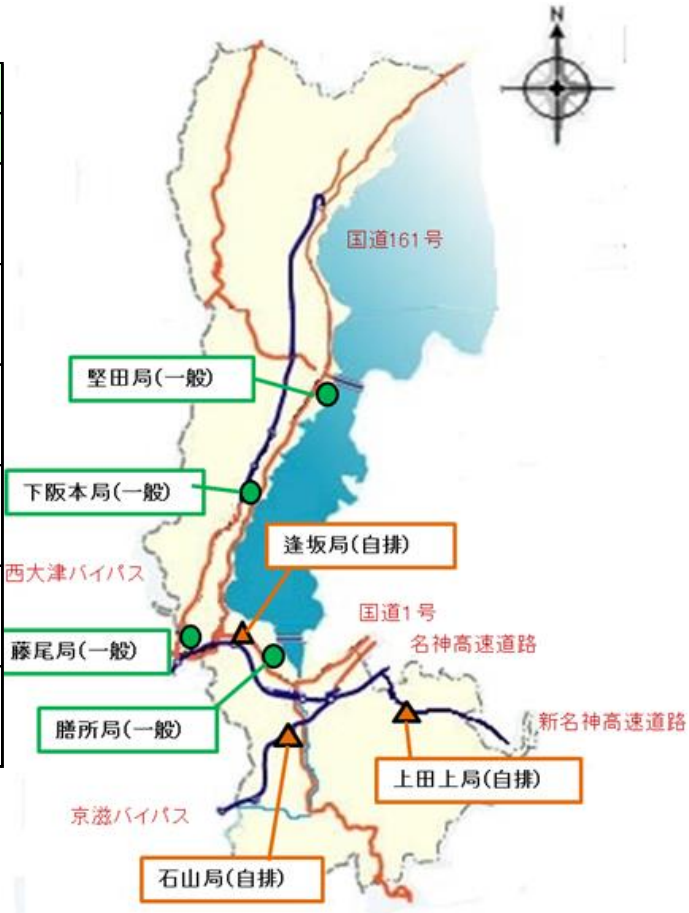 N
国道161号
堅田局(一般)
下阪本局(一般)
逢坂局(自排)
西大津バイパス
国道1号
藤尾局(一般)
名神高速道路
新名神高速道路
膳所局(一般)
上田上局(自排)
京滋バイパス
石山局(自排)